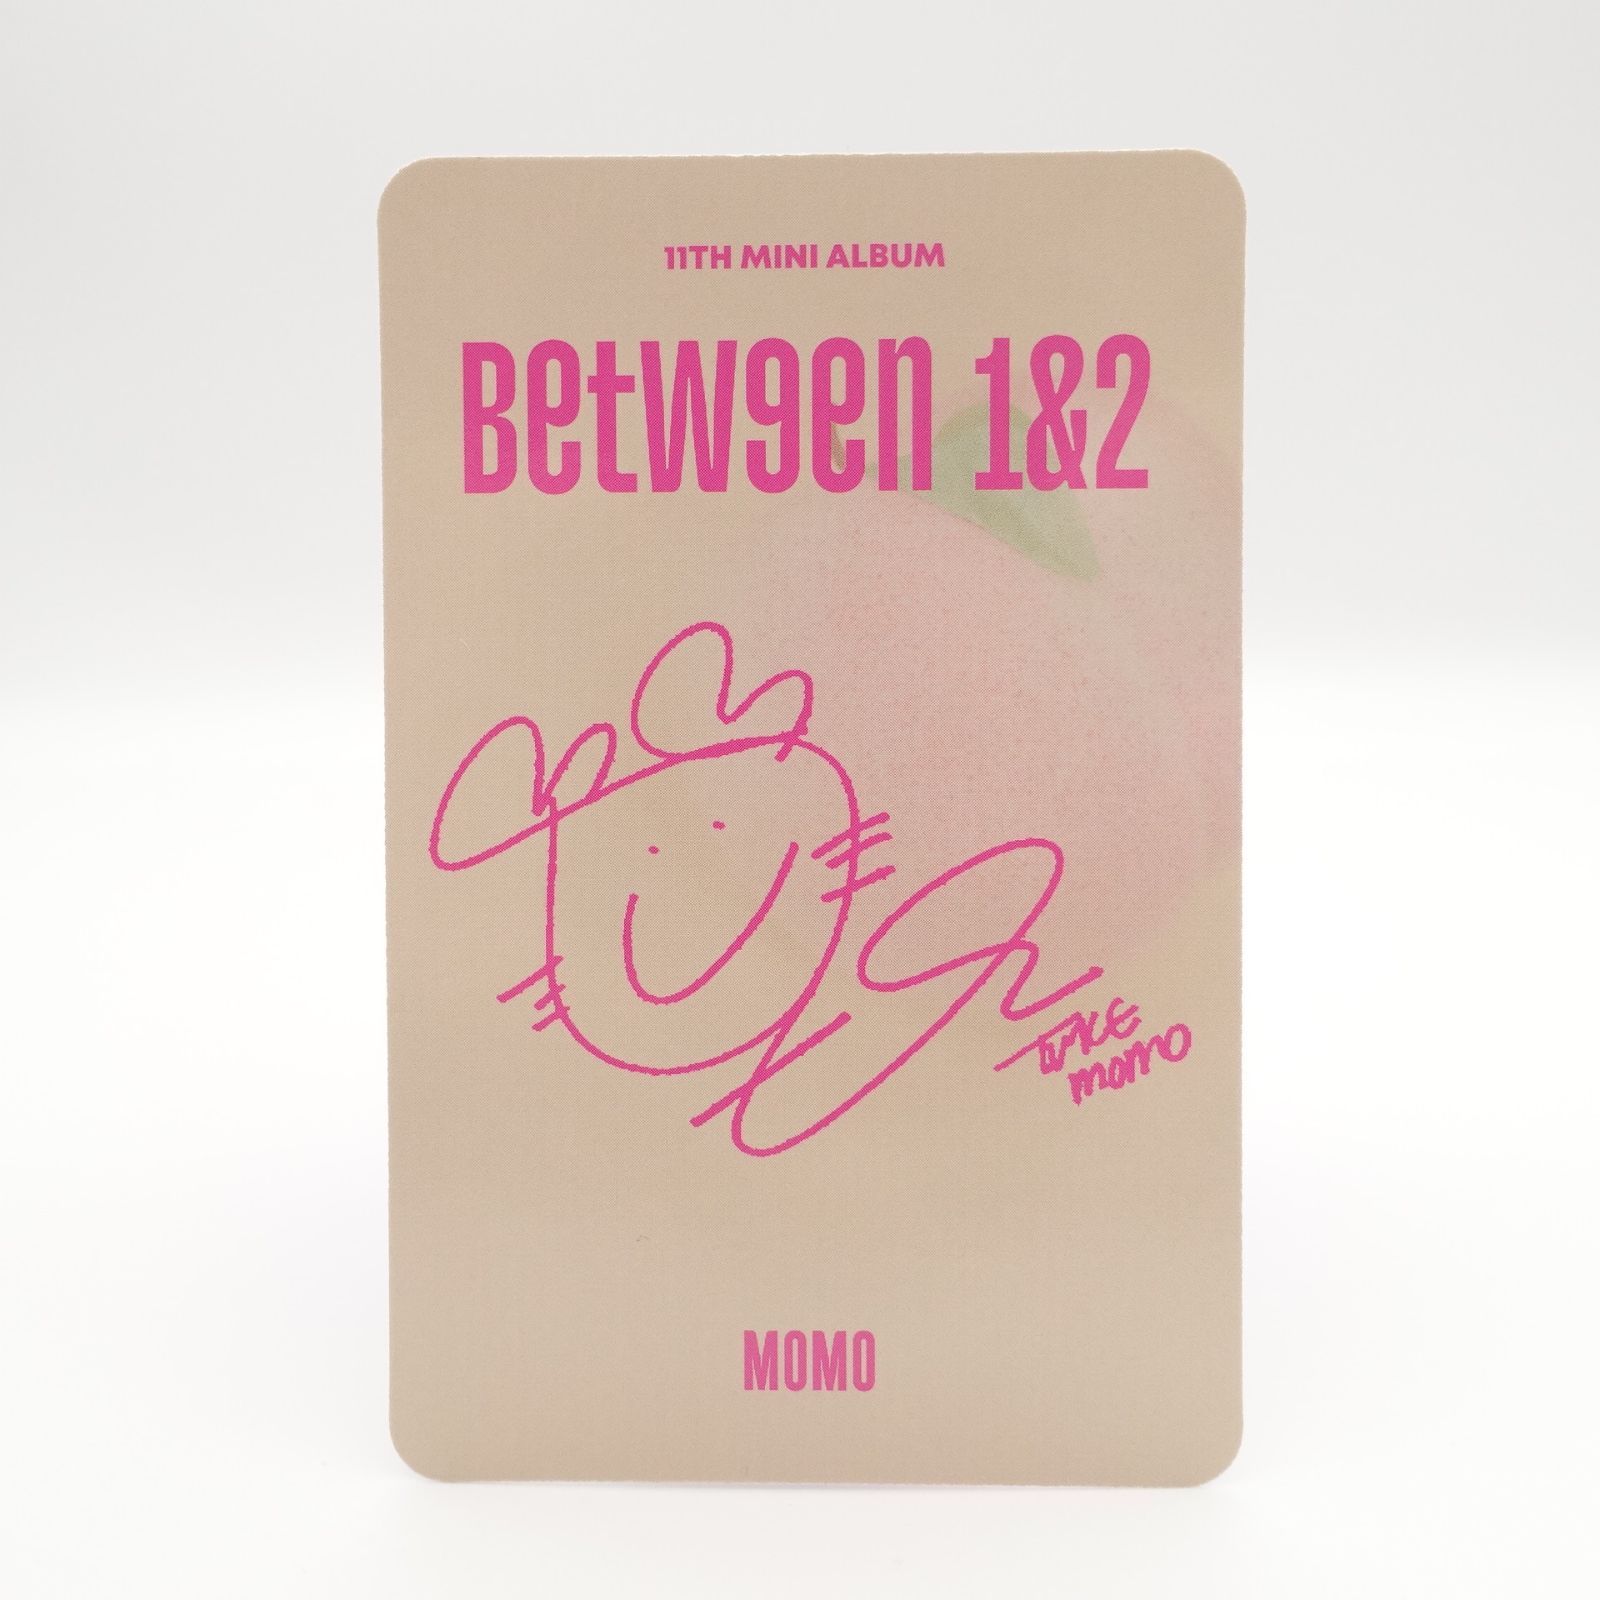 11TH MINI ALBUM
Betw9en 1&2
TWICE
MOMO
MOMO